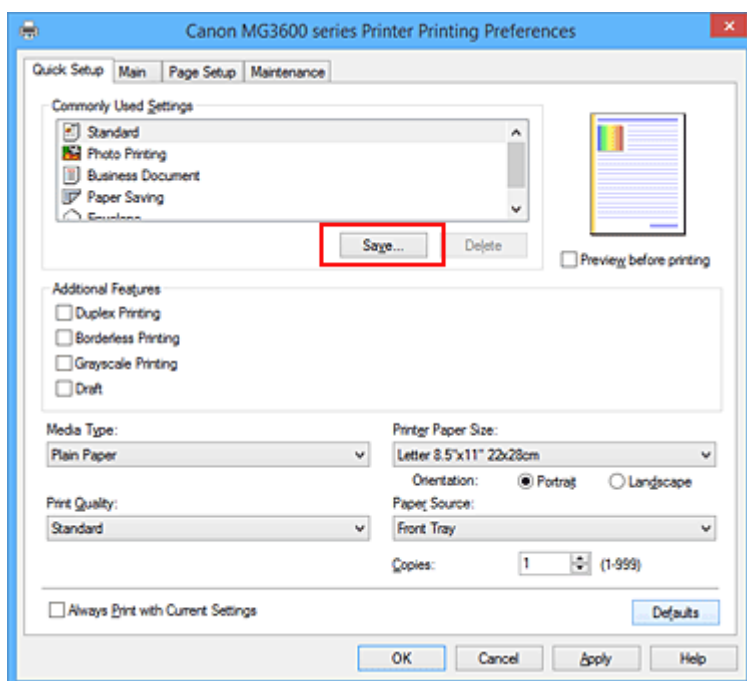 Canon MG3600 series Printer Printing Preferences
Quick Setup Main Page Setup Maintenance
Commonly Used Settings
Standard
Photo Printing
Business Document
Paper Saving
Envelope
Save... Delete
Preview before printing
Additional Features
Duplex Printing
Borderless Printing
Grayscale Printing
Draft
Media Type: Printer Paper Size:
Plain Paper Letter 8.5"x11" 22x28cm
Orientation: Portrait Landscape
Print Quality: Paper Source:
Standard Front Tray
Copies: 1 (1-999)
Always Print with Current Settings Defaults
OK Cancel Apply Help